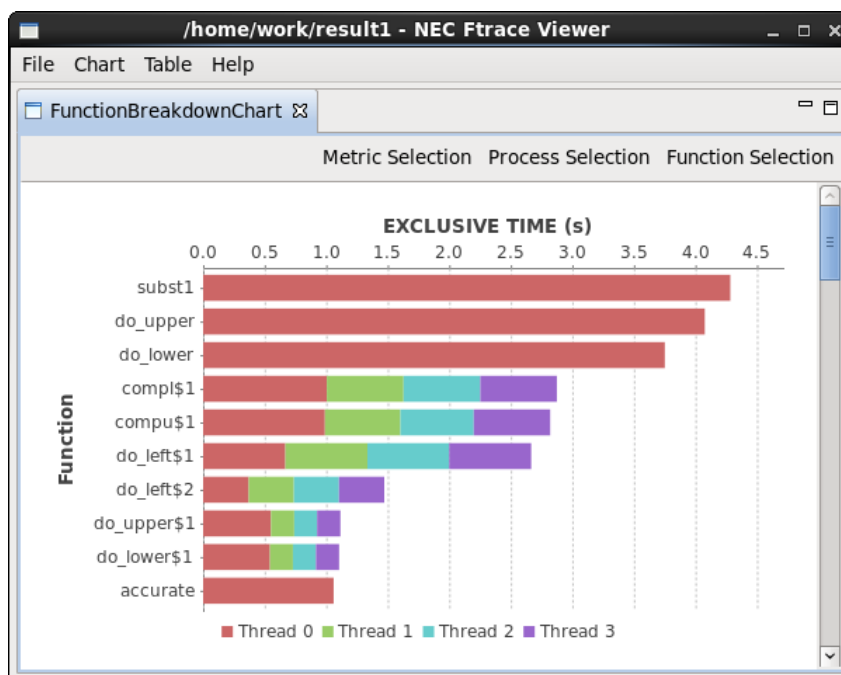 /home/work/result1 - NEC Ftrace Viewer
File Chart Table Help
FunctionBreakdownChart
Metric Selection Process Selection Function Selection
EXCLUSIVE TIME (s)
0.0 0.5 1.0 1.5 2.0 2.5 3.0 3.5 4.0 4.5
Function
subst1
do_upper
do_lower
compl$1
compu$1
do_left$1
do_left$2
do_upper$1
do_lower$1
accurate
Thread 0 Thread 1 Thread 2 Thread 3